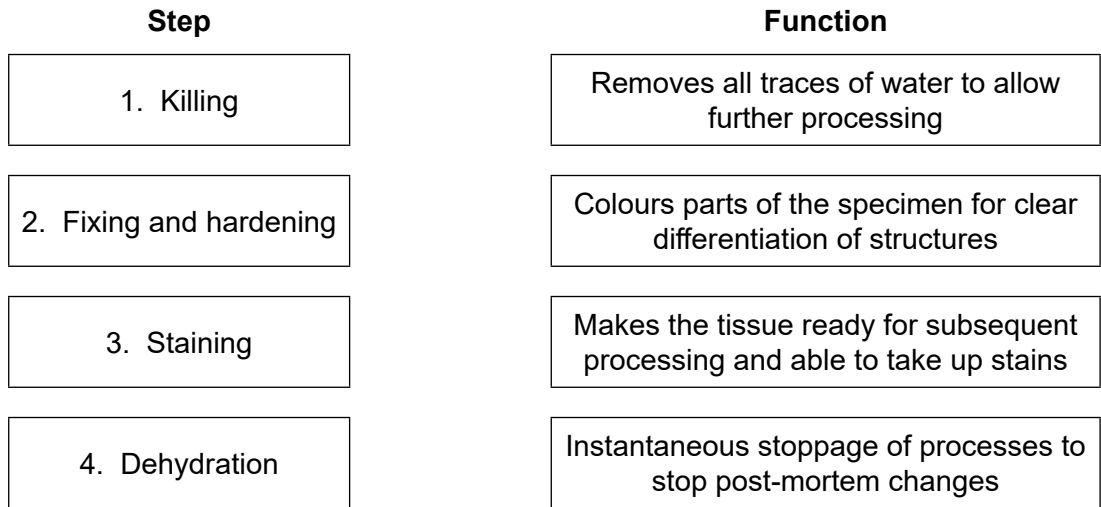 Step
Function
1. Killing
Removes all traces of water to allow
further processing
2. Fixing and hardening
Colours parts of the specimen for clear
differentiation of structures
3. Staining
Makes the tissue ready for subsequent
processing and able to take up stains
4. Dehydration
Instantaneous stoppage of processes to
stop post-mortem changes